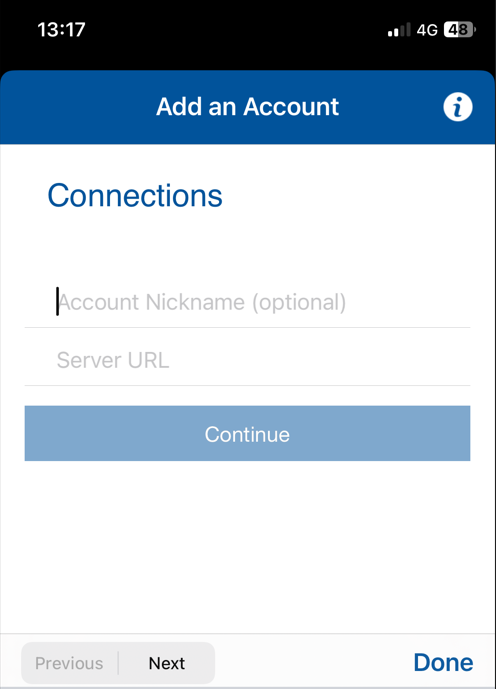 13:17 4G 48
Add an Account i
Connections
Account Nickname (optional)
Server URL
Continue
Previous Next Done